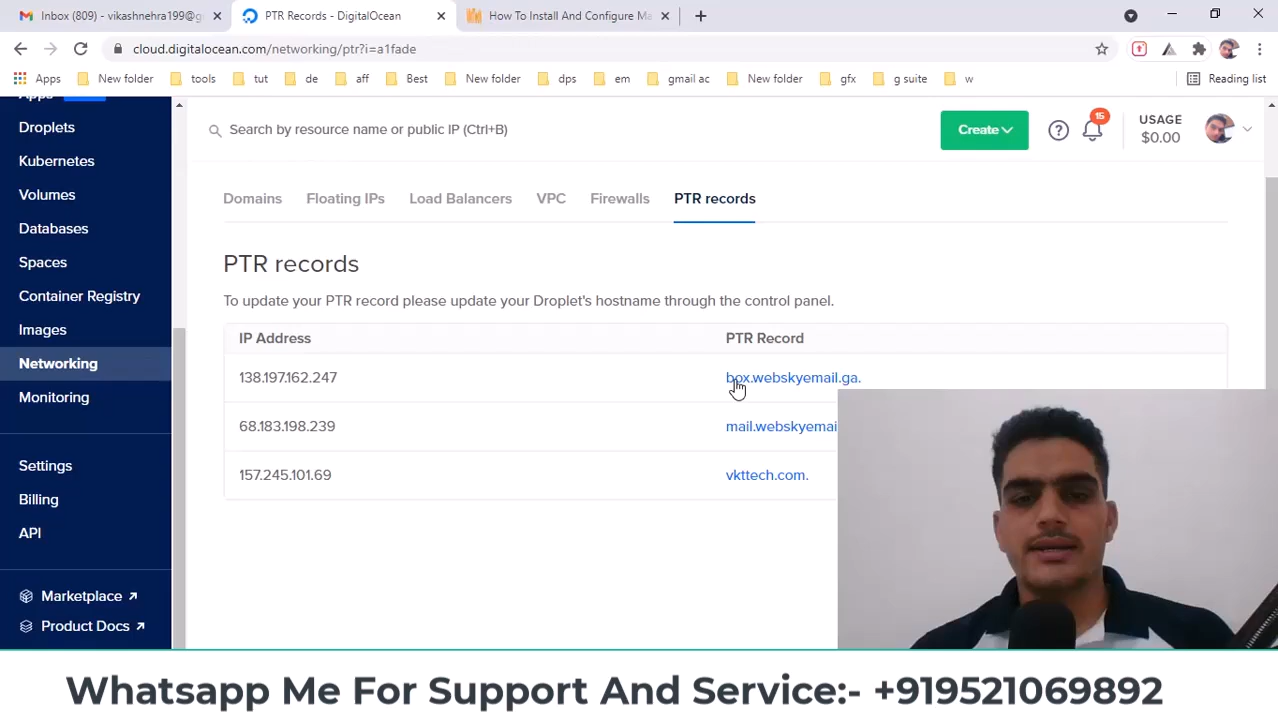 Inbox (809) - vikashnehra199@g
PTR Records - DigitalOcean
How To Install And Configure Ma
cloud.digitalocean.com/networking/ptr?i=a1fade
Apps
New folder
tools
tut
de
aff
Best
New folder
dps
em
gmail ac
New folder
gfx
g suite
w
Reading list
Apps
Droplets
Kubernetes
Volumes
Databases
Spaces
Container Registry
Images
Networking
Monitoring
Settings
Billing
API
Marketplace
Product Docs
Search by resource name or public IP (Ctrl+B)
Create
15
USAGE
$0.00
Domains
Floating IPs
Load Balancers
VPC
Firewalls
PTR records
PTR records
To update your PTR record please update your Droplet's hostname through the control panel.
IP Address
PTR Record
138.197.162.247
box.webskyemail.ga.
68.183.198.239
mail.webskyemai
157.245.101.69
vkttech.com.
Whatsapp Me For Support And Service:- +919521069892